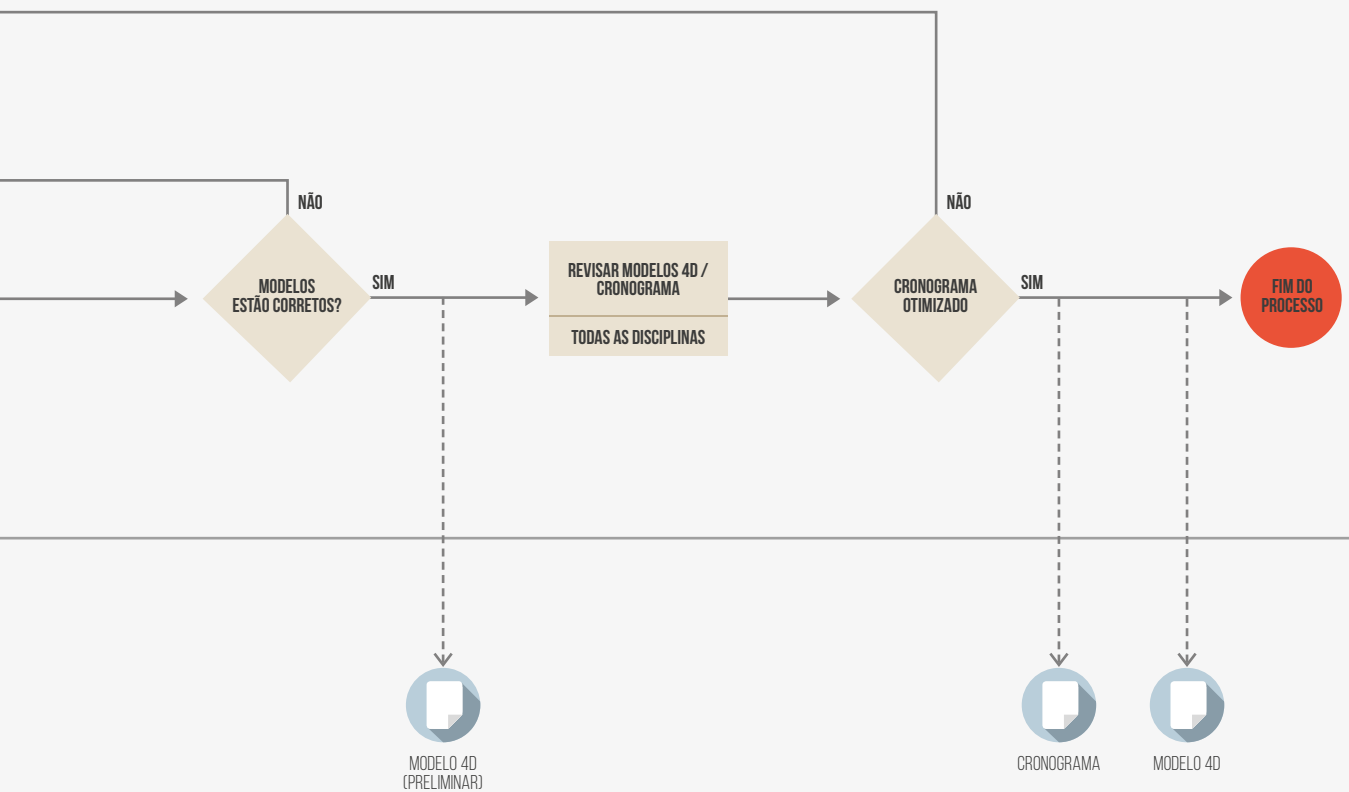 NÃO
MODELOS
ESTÃO CORRETOS?
SIM
REVISAR MODELOS 4D /
CRONOGRAMA
TODAS AS DISCIPLINAS
NÃO
CRONOGRAMA
OTIMIZADO
SIM
FIM DO
PROCESSO
MODELO 4D
(PRELIMINAR)
CRONOGRAMA
MODELO 4D